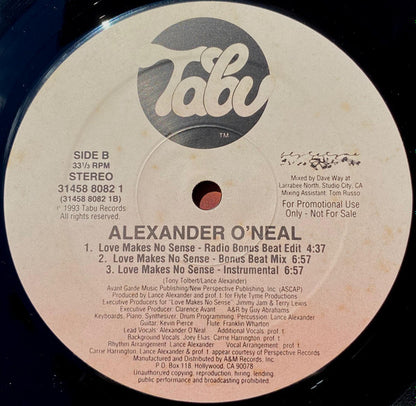 Tabu
TM
SIDE B
33⅓ RPM
STEREO
31458 8082 1
(31458 8082 1B)
℗ 1993 Tabu Records
All rights reserved.
Mixed by Dave Way at
Larrabee North, Studio City, CA
Mixing Assistant: Tom Russo
For Promotional Use
Only - Not For Sale
ALEXANDER O'NEAL
1. Love Makes No Sense - Radio Bonus Beat Edit 4:37
2. Love Makes No Sense - Bonus Beat Mix 6:57
3. Love Makes No Sense - Instrumental 6:57
(Tony Tolbert/Lance Alexander)
Avant Garde Music Publishing/New Perspective Publishing, Inc (ASCAP)
Produced by Lance Alexander and prof. t. for Flyte Tyme Productions
Executive Producers for "Love Makes No Sense": Jimmy Jam & Terry Lewis
Executive Producer: Clarence Avant A&R by Guy Abrahams
Keyboards, Piano, Synthesizer, Drum Programming, Percussion: Lance Alexander
Guitar: Kevin Pierce Flute: Franklin Wharton
Lead Vocals: Alexander O'Neal Additional Vocals: prof. t.
Background Vocals: Joey Elias, Carrie Harrington, prof. t.
Rhythm Arrangement: Lance Alexander Vocal Arrangement: prof. t.
Carrie Harrington, Lance Alexander & prof. t. appear courtesy of Perspective Records
Manufactured and Distributed by A&M Records, Inc.
P.O. Box 118, Hollywood, CA 90078
Unauthorized copying, reproduction, hiring, lending,
public performance and broadcasting prohibited.